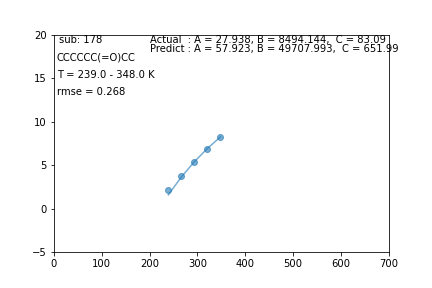 sub: 178
Actual : A = 27.938, B = 8494.144, C = 83.09
Predict : A = 57.923, B = 49707.993, C = 651.99
CCCCCC(=O)CC
T = 239.0 - 348.0 K
rmse = 0.268
20
15
10
5
0
−5
0 100 200 300 400 500 600 700